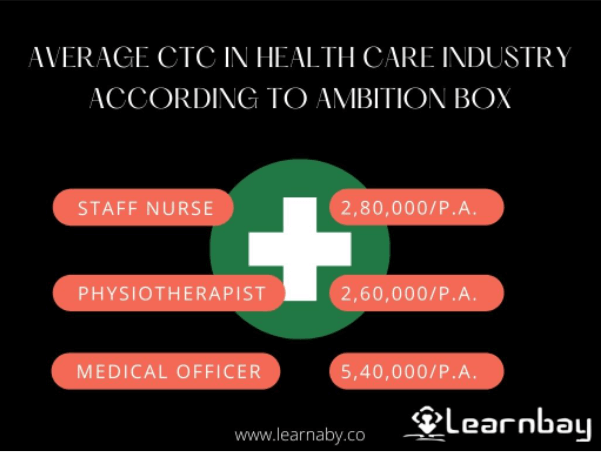 AVERAGE CTC IN HEALTH CARE INDUSTRY
ACCORDING TO AMBITION BOX
STAFF NURSE 2,80,000/P.A.
PHYSIOTHERAPIST 2,60,000/P.A.
MEDICAL OFFICER 5,40,000/P.A.
www.learnaby.co
Learnbay